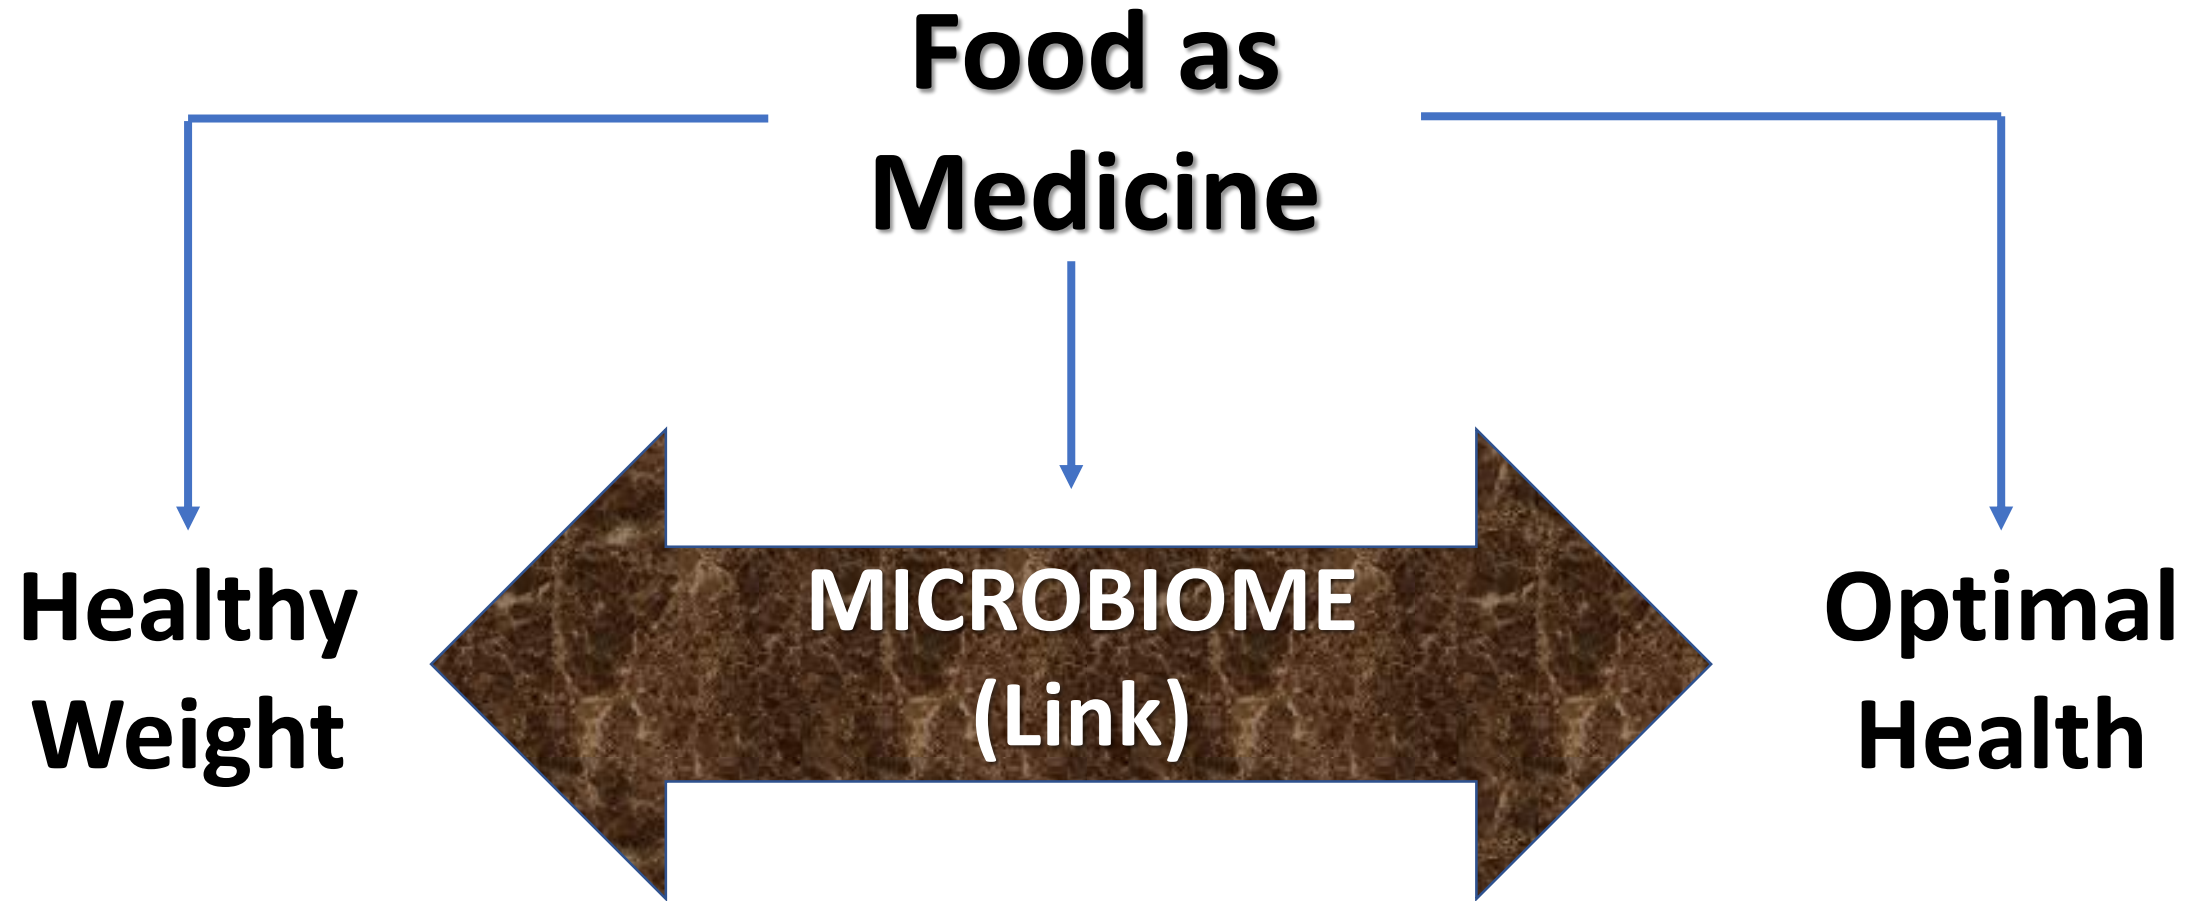 Food as
Medicine
Healthy
Weight
MICROBIOME
(Link)
Optimal
Health